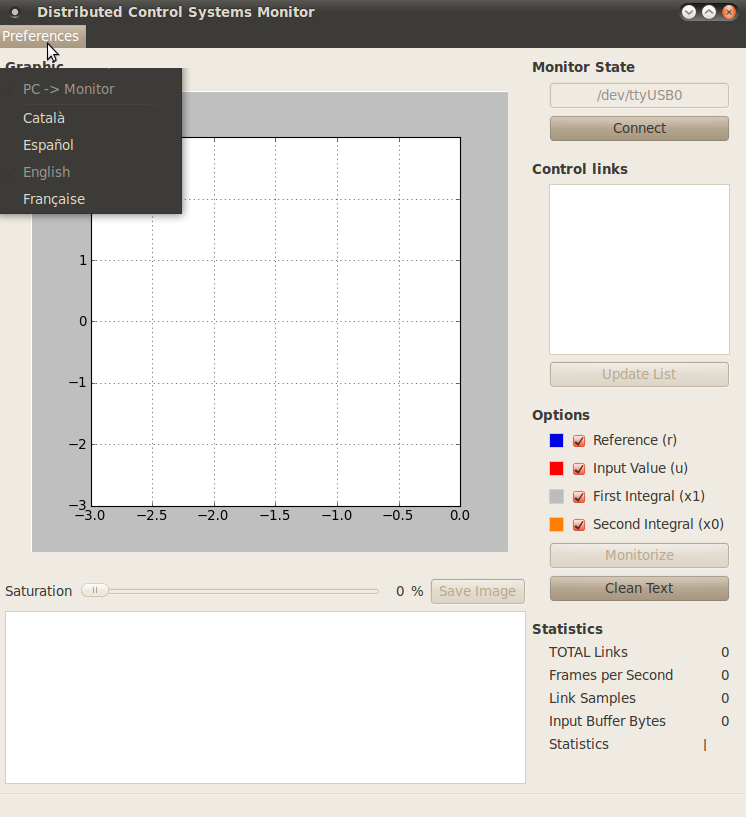 Distributed Control Systems Monitor
Preferences
PC -> Monitor
Català
Español
English
Française
1
0
−1
−2
−3
−3.0 −2.5 −2.0 −1.5 −1.0 −0.5 0.0
Saturation 0 % Save Image
Monitor State
/dev/ttyUSB0
Connect
Control links
Update List
Options
Reference (r)
Input Value (u)
First Integral (x1)
Second Integral (x0)
Monitorize
Clean Text
Statistics
TOTAL Links 0
Frames per Second 0
Link Samples 0
Input Buffer Bytes 0
Statistics |